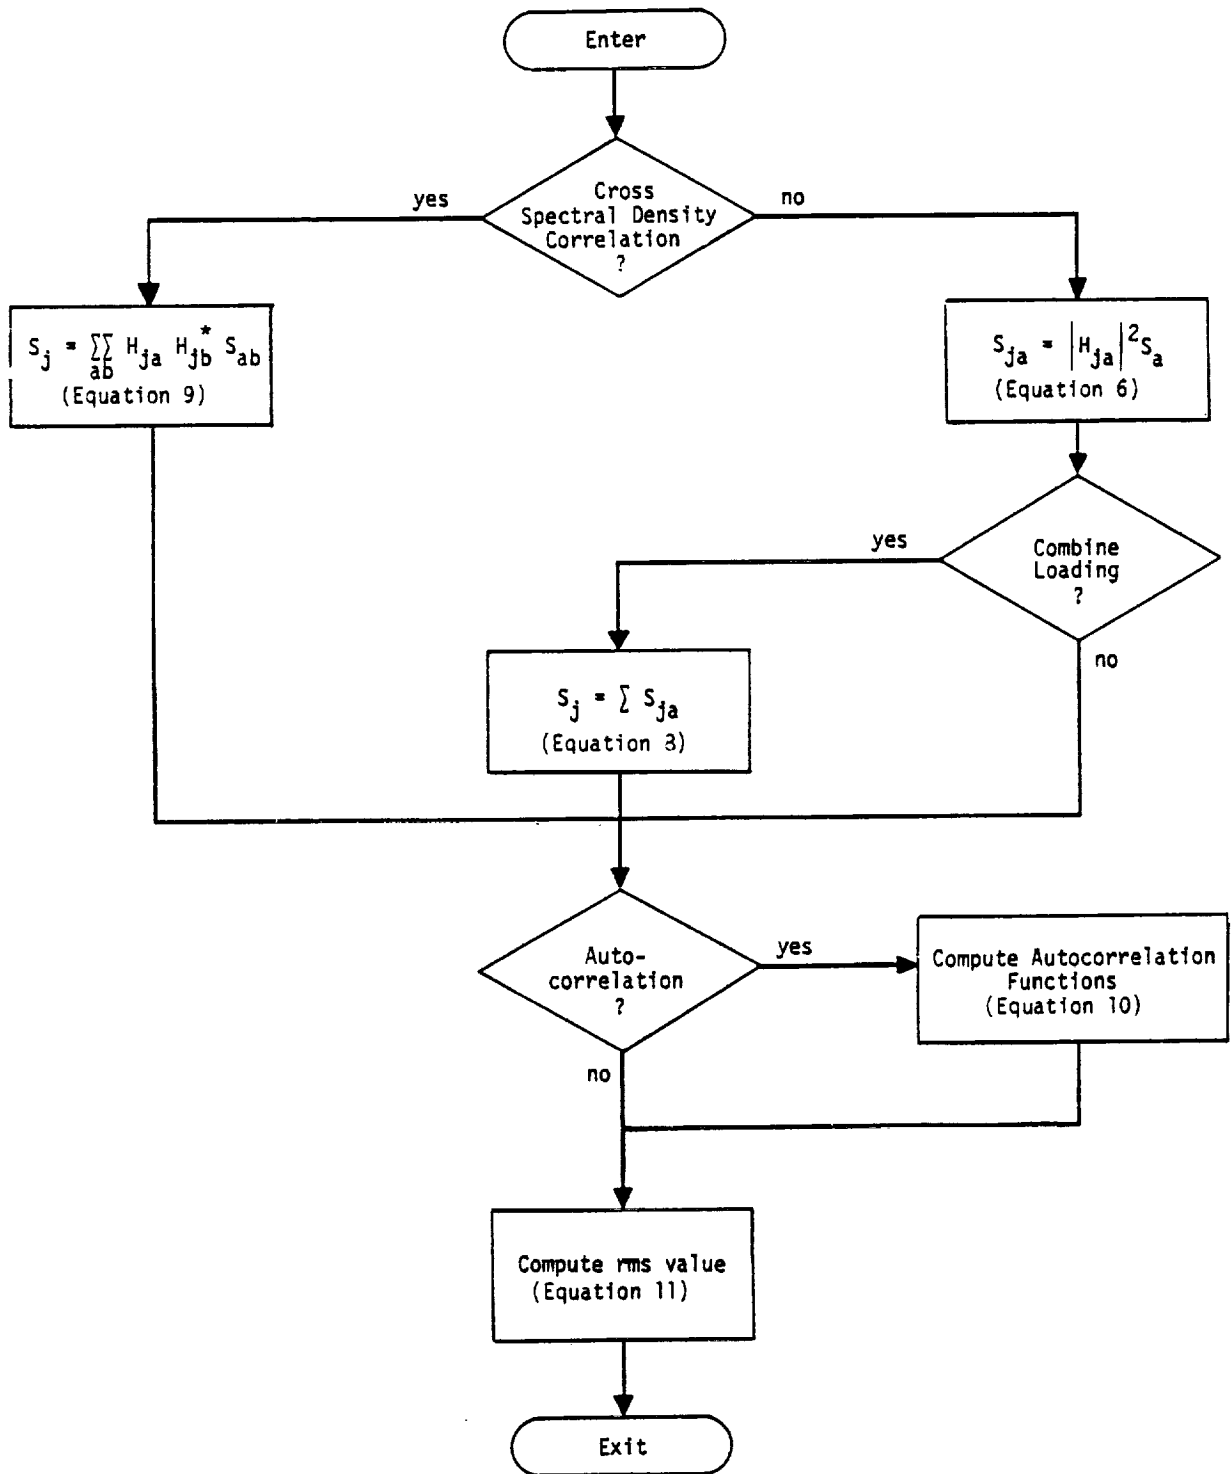 Enter
Cross
Spectral Density
Correlation
?
yes
no
S_j = ∑∑_ab H_ja H_jb^* S_ab
(Equation 9)
S_ja = |H_ja|^2 S_a
(Equation 6)
Combine
Loading
?
yes
no
S_j = ∑ S_ja
(Equation 8)
Auto-
correlation
?
yes
no
Compute Autocorrelation
Functions
(Equation 10)
Compute rms value
(Equation 11)
Exit